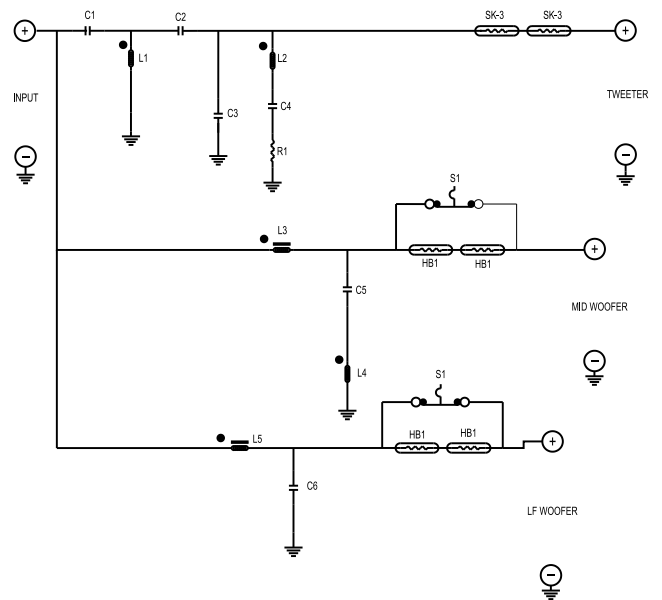 C1
C2
SK-3
SK-3
+
+
L1
L2
INPUT
TWEETER
C3
C4
R1
−
−
S1
L3
+
HB1
HB1
C5
MID WOOFER
L4
−
S1
L5
HB1
HB1
+
C6
LF WOOFER
−